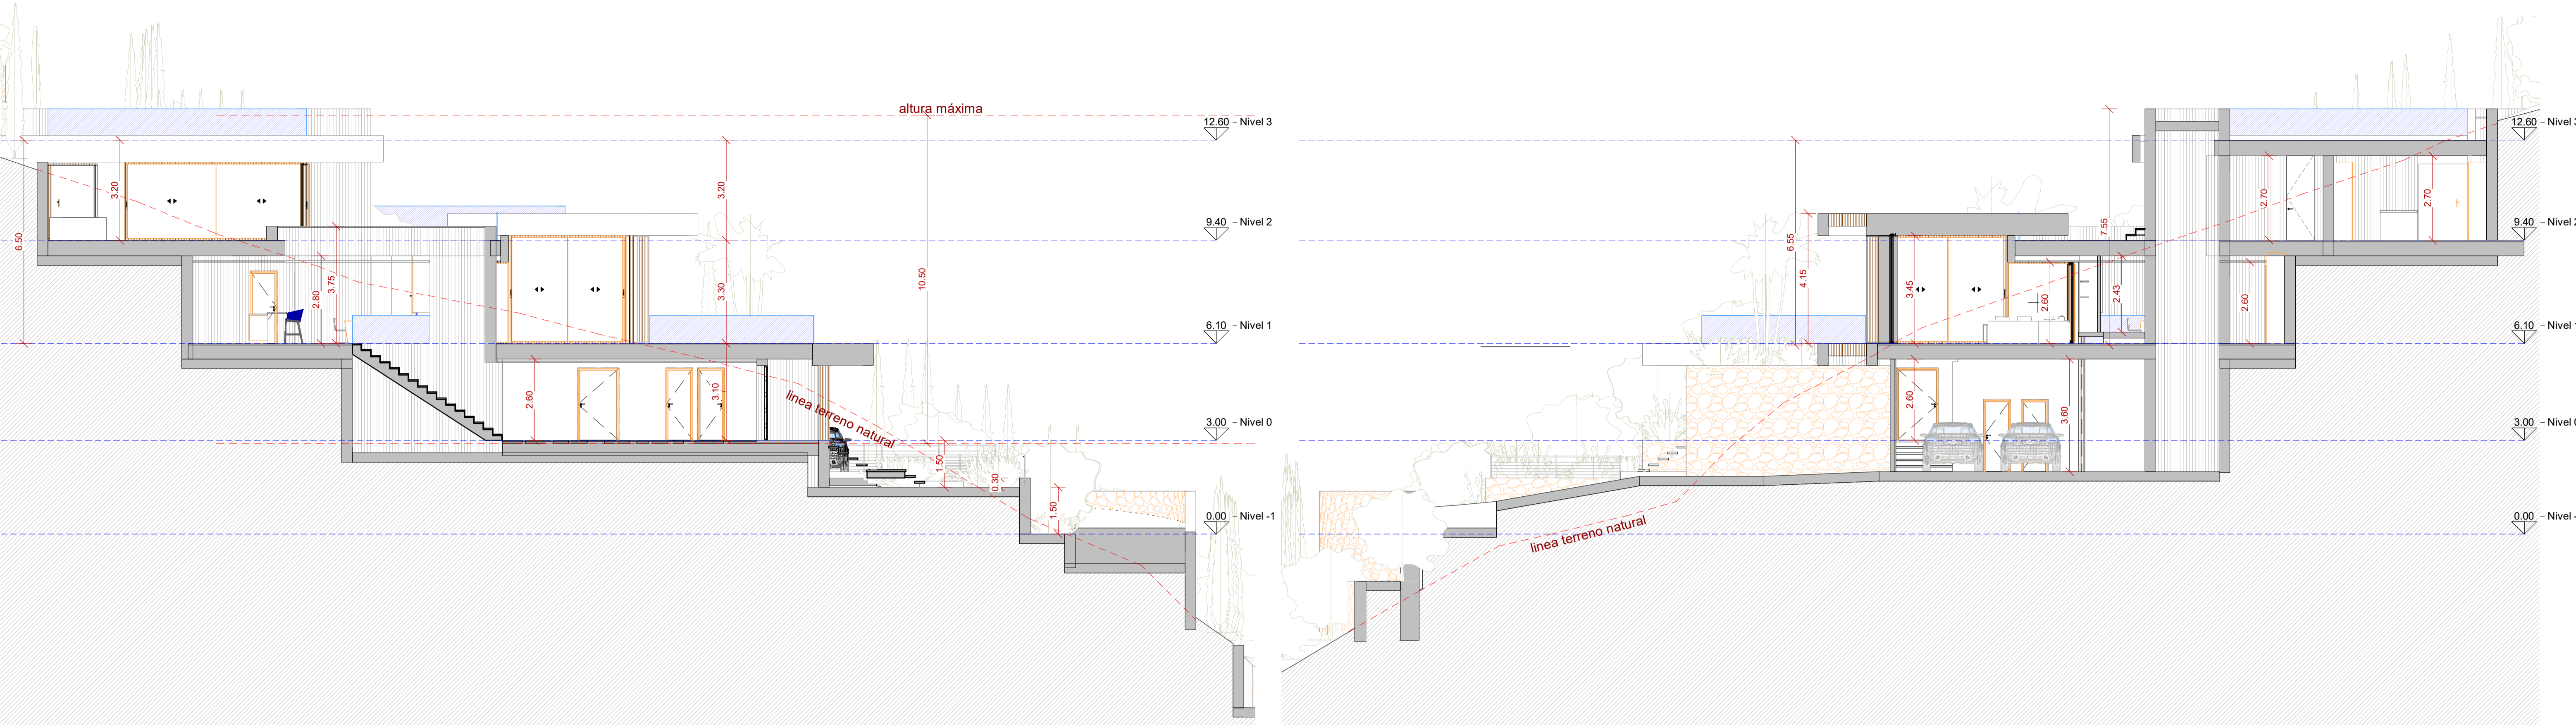 altura máxima
12.60 - Nivel 3
3.20
3.20
6.50
9.40 - Nivel 2
10.50
2.80
3.75
3.30
6.10 - Nivel 1
2.60
3.10
linea terreno natural
3.00 - Nivel 0
1.50
0.30
1.50
0.00 - Nivel -1
12.60 - Nivel 3
2.70
2.70
7.55
9.40 - Nivel 2
6.55
4.15
3.45
2.60
2.43
2.60
6.10 - Nivel
2.60
3.60
3.00 - Nivel 0
0.00 - Nivel -
linea terreno natural